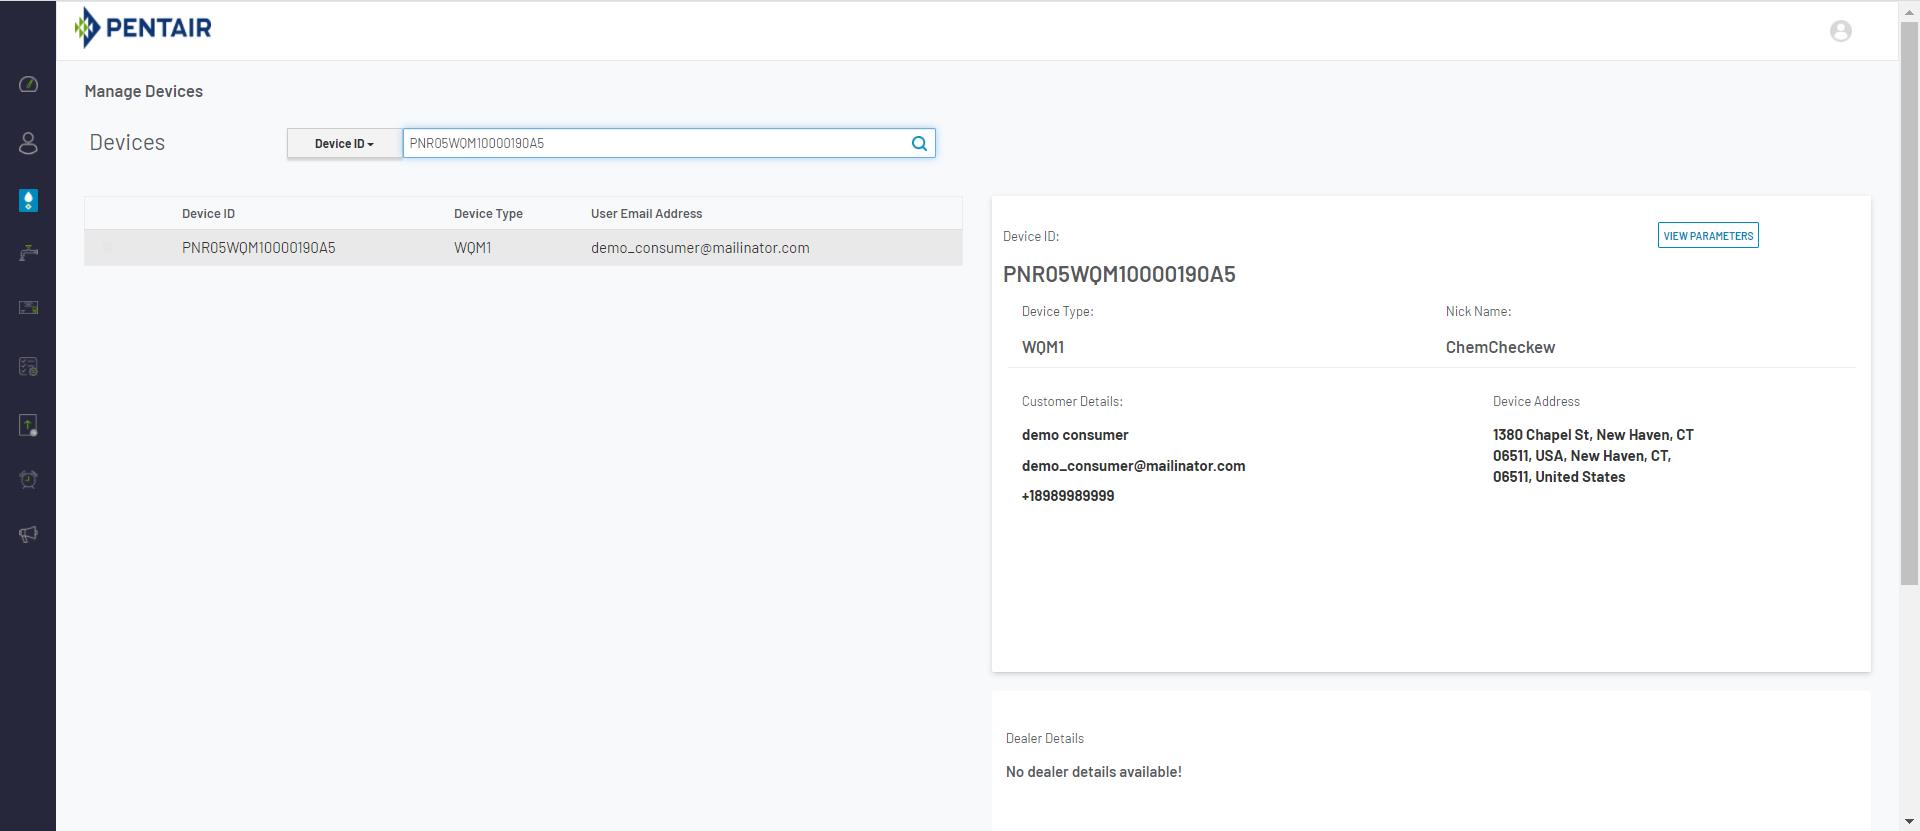 PENTAIR
Manage Devices
Devices
Device ID
PNR05WQM10000190A5
Device ID Device Type User Email Address
PNR05WQM10000190A5 WQM1 demo_consumer@mailinator.com
Device ID:
VIEW PARAMETERS
PNR05WQM10000190A5
Device Type: Nick Name:
WQM1 ChemCheckew
Customer Details:
demo consumer
demo_consumer@mailinator.com
+18989989999
Device Address
1380 Chapel St, New Haven, CT
06511, USA, New Haven, CT,
06511, United States
Dealer Details
No dealer details available!